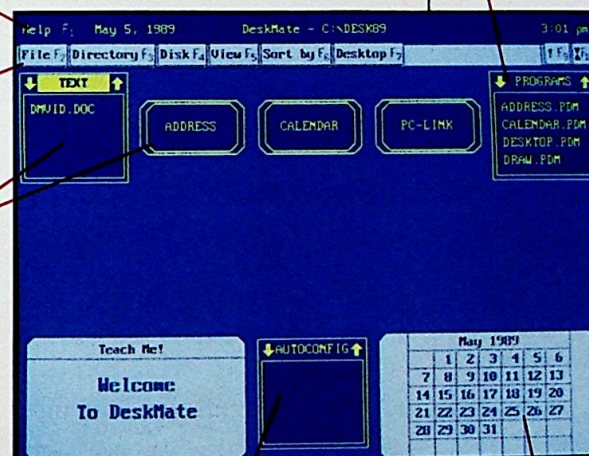 Help F1 May 5, 1989 DeskMate - C:\DESK89 3:01 pm
File F2 Directory F3 Disk F4 View F5 Sort by F6 Desktop F7
TEXT
DMVID.DOC
ADDRESS
CALENDAR
PC-LINK
PROGRAMS
ADDRESS.PDM
CALENDAR.PDM
DESKTOP.PDM
DRAW.PDM
Teach Me!
Welcome
To DeskMate
AUTOCONFIG
May 1989
1 2 3 4 5 6
7 8 9 10 11 12 13
14 15 16 17 18 19 20
21 22 23 24 25 26 27
28 29 30 31